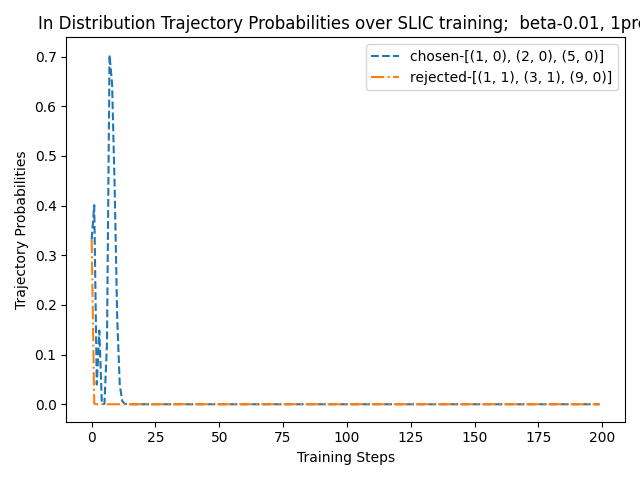 In Distribution Trajectory Probabilities over SLIC training;  beta-0.01, 1pre
chosen-[(1, 0), (2, 0), (5, 0)]
rejected-[(1, 1), (3, 1), (9, 0)]
Trajectory Probabilities
0.7
0.6
0.5
0.4
0.3
0.2
0.1
0.0
0 25 50 75 100 125 150 175 200
Training Steps